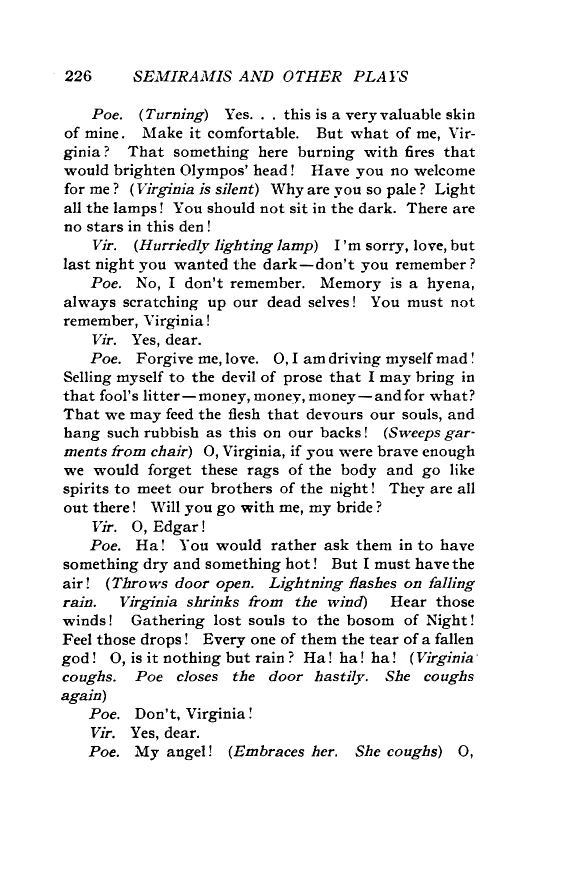 226 SEMIRAMIS AND OTHER PLAYS
Poe. (Turning) Yes. . . this is a very valuable skin
of mine. Make it comfortable. But what of me, Vir-
ginia? That something here burning with fires that
would brighten Olympos' head! Have you no welcome
for me? (Virginia is silent) Why are you so pale? Light
all the lamps! You should not sit in the dark. There are
no stars in this den!
Vir. (Hurriedly lighting lamp) I'm sorry, love, but
last night you wanted the dark—don't you remember?
Poe. No, I don't remember. Memory is a hyena,
always scratching up our dead selves! You must not
remember, Virginia!
Vir. Yes, dear.
Poe. Forgive me, love. O, I am driving myself mad!
Selling myself to the devil of prose that I may bring in
that fool's litter—money, money, money—and for what?
That we may feed the flesh that devours our souls, and
hang such rubbish as this on our backs! (Sweeps gar-
ments from chair) O, Virginia, if you were brave enough
we would forget these rags of the body and go like
spirits to meet our brothers of the night! They are all
out there! Will you go with me, my bride?
Vir. O, Edgar!
Poe. Ha! You would rather ask them in to have
something dry and something hot! But I must have the
air! (Throws door open. Lightning flashes on falling
rain. Virginia shrinks from the wind) Hear those
winds! Gathering lost souls to the bosom of Night!
Feel those drops! Every one of them the tear of a fallen
god! O, is it nothing but rain? Ha! ha! ha! (Virginia
coughs. Poe closes the door hastily. She coughs
again)
Poe. Don't, Virginia!
Vir. Yes, dear.
Poe. My angel! (Embraces her. She coughs) O,